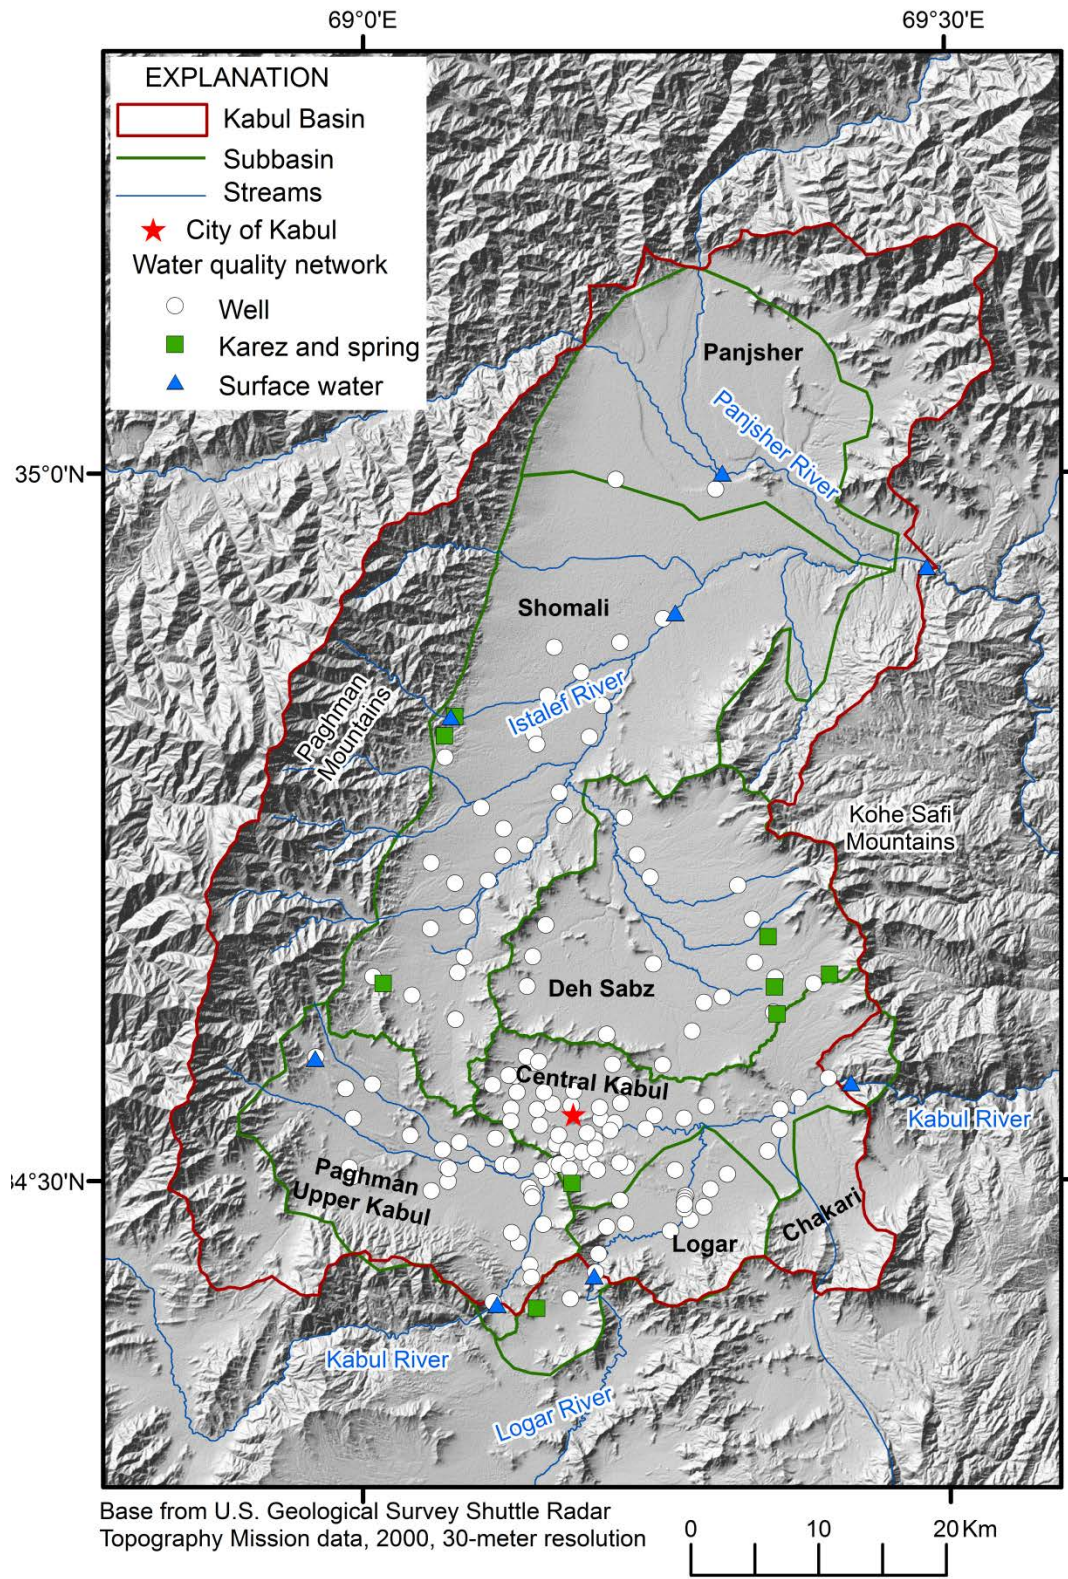 69°0'E
69°30'E
EXPLANATION
Kabul Basin
Subbasin
Streams
City of Kabul
Water quality network
Well
Karez and spring
Surface water
Panjsher
Panjsher River
35°0'N
Shomali
Istalef River
Paghman
Mountains
Kohe Safi
Mountains
Deh Sabz
Central Kabul
Kabul River
34°30'N
Paghman
Upper Kabul
Chakari
Logar
Kabul River
Logar River
Base from U.S. Geological Survey Shuttle Radar
Topography Mission data, 2000, 30-meter resolution
0 10 20 Km